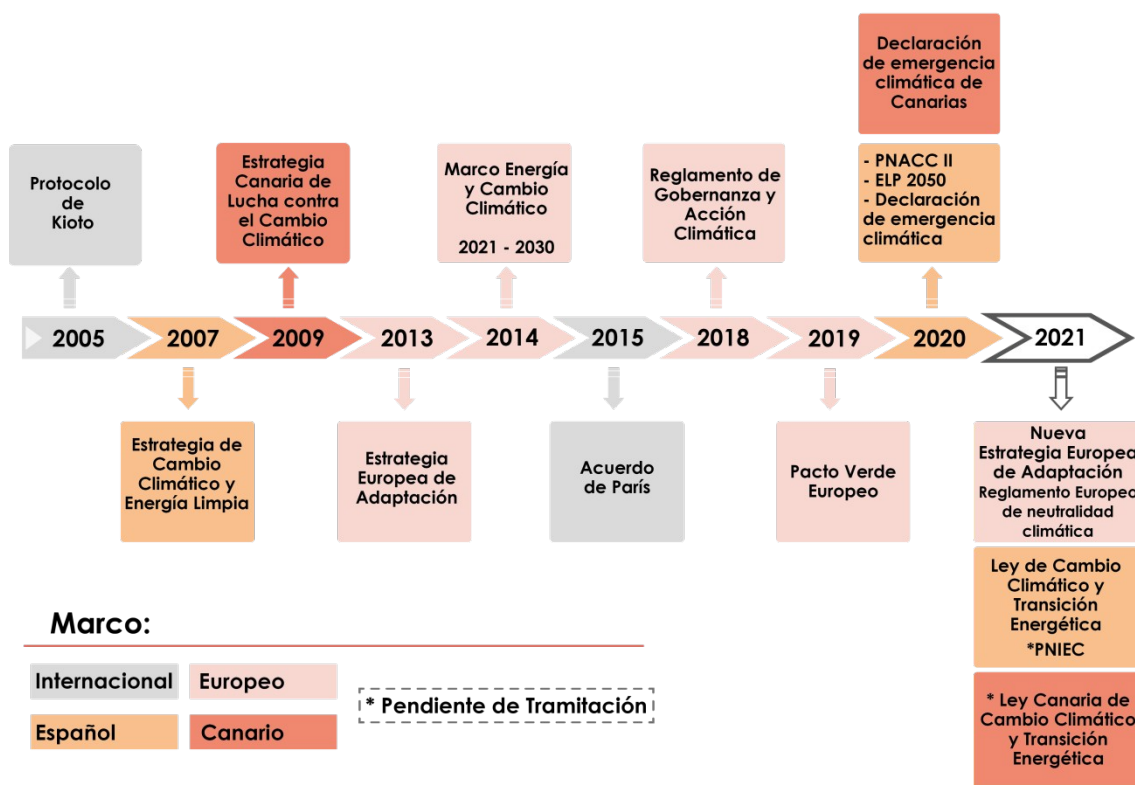 Declaración
de emergencia
climática de
Canarias
Protocolo
de
Kioto
Estrategia
Canaria de
Lucha contra
el Cambio
Climático
Marco Energía
y Cambio
Climático
2021 - 2030
Reglamento de
Gobernanza y
Acción
Climática
- PNACC II
- ELP 2050
- Declaración
de emergencia
climática
2005
2007
2009
2013
2014
2015
2018
2019
2020
2021
Estrategia de
Cambio
Climático y
Energía Limpia
Estrategia
Europea de
Adaptación
Acuerdo
de París
Pacto Verde
Europeo
Nueva
Estrategia Europea
de Adaptación
Reglamento Europeo
de neutralidad
climática
Ley de Cambio
Climático y
Transición
Energética
*PNIEC
* Ley Canaria de
Cambio Climático
y Transición
Energética
Marco:
Internacional
Europeo
Español
Canario
* Pendiente de Tramitación